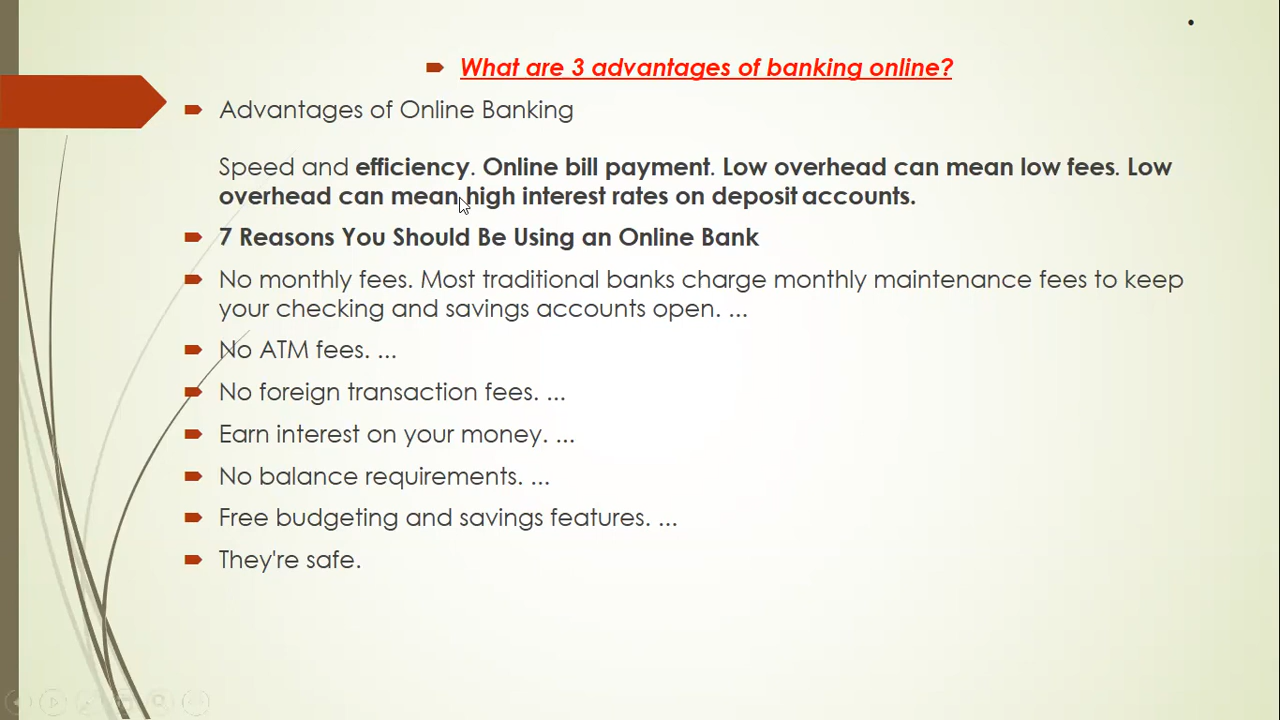 What are 3 advantages of banking online?
Advantages of Online Banking
Speed and efficiency. Online bill payment. Low overhead can mean low fees. Low
overhead can mean high interest rates on deposit accounts.
7 Reasons You Should Be Using an Online Bank
No monthly fees. Most traditional banks charge monthly maintenance fees to keep
your checking and savings accounts open. ...
No ATM fees. ...
No foreign transaction fees. ...
Earn interest on your money. ...
No balance requirements. ...
Free budgeting and savings features. ...
They're safe.